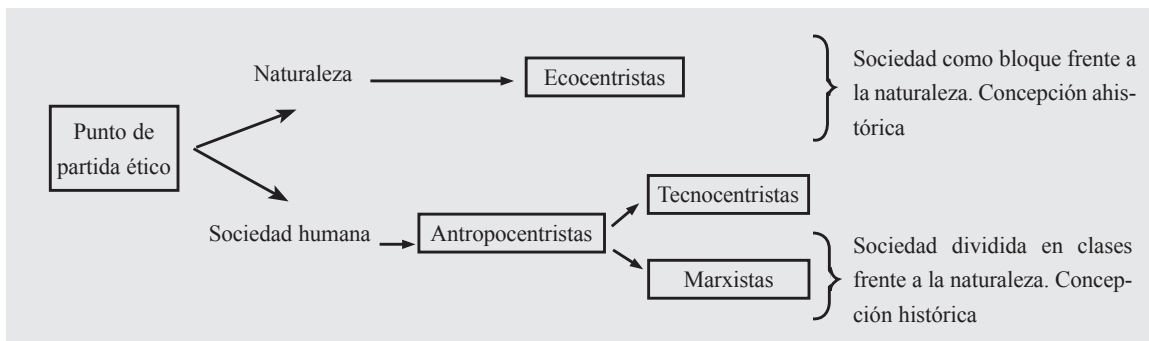 Naturaleza
Ecocentristas
Sociedad como bloque frente a
la naturaleza. Concepción ahis-
tórica
Punto de
partida ético
Sociedad humana
Antropocentristas
Tecnocentristas
Marxistas
Sociedad dividida en clases
frente a la naturaleza. Concep-
ción histórica